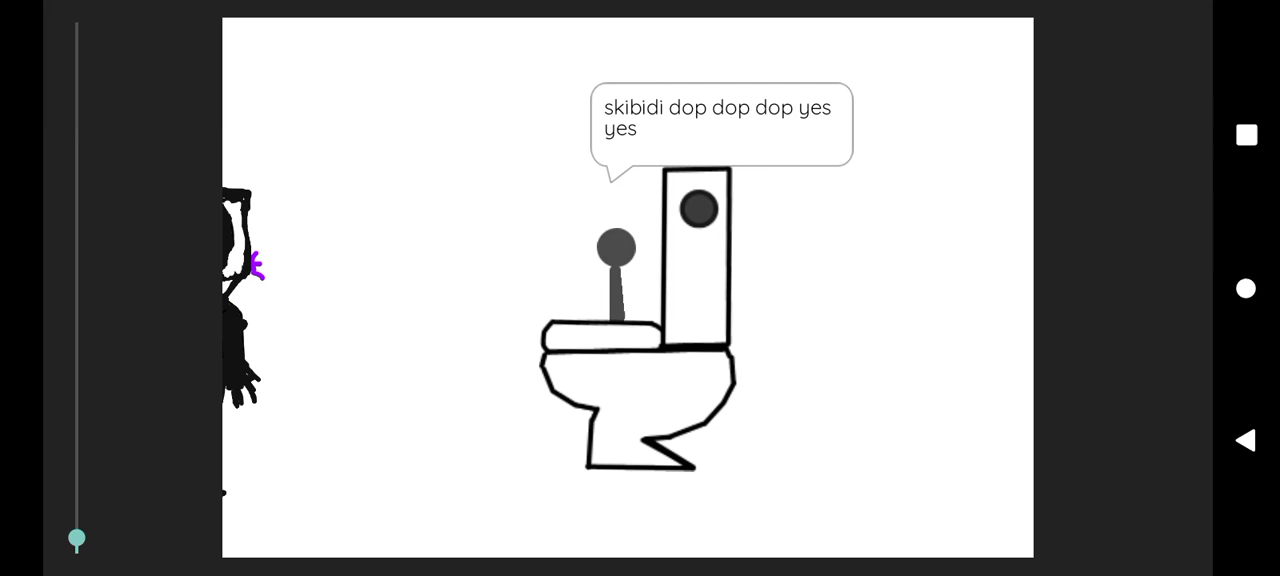 skibidi dop dop dop yes
yes